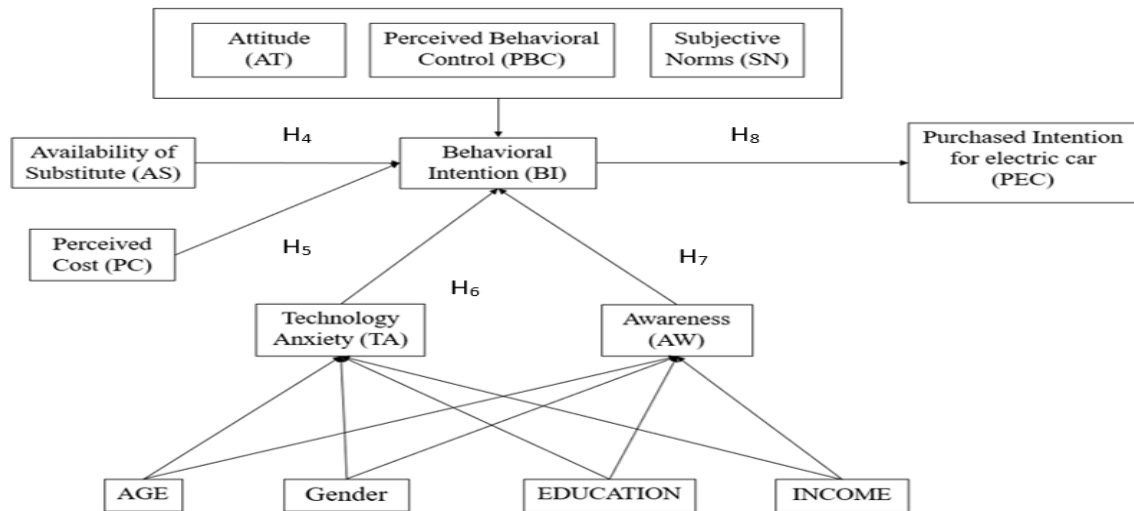 Attitude
(AT)
Perceived Behavioral
Control (PBC)
Subjective
Norms (SN)
H₄
H₈
Availability of
Substitute (AS)
Behavioral
Intention (BI)
Purchased Intention
for electric car
(PEC)
Perceived
Cost (PC)
H₅
H₇
H₆
Technology
Anxiety (TA)
Awareness
(AW)
AGE
Gender
EDUCATION
INCOME